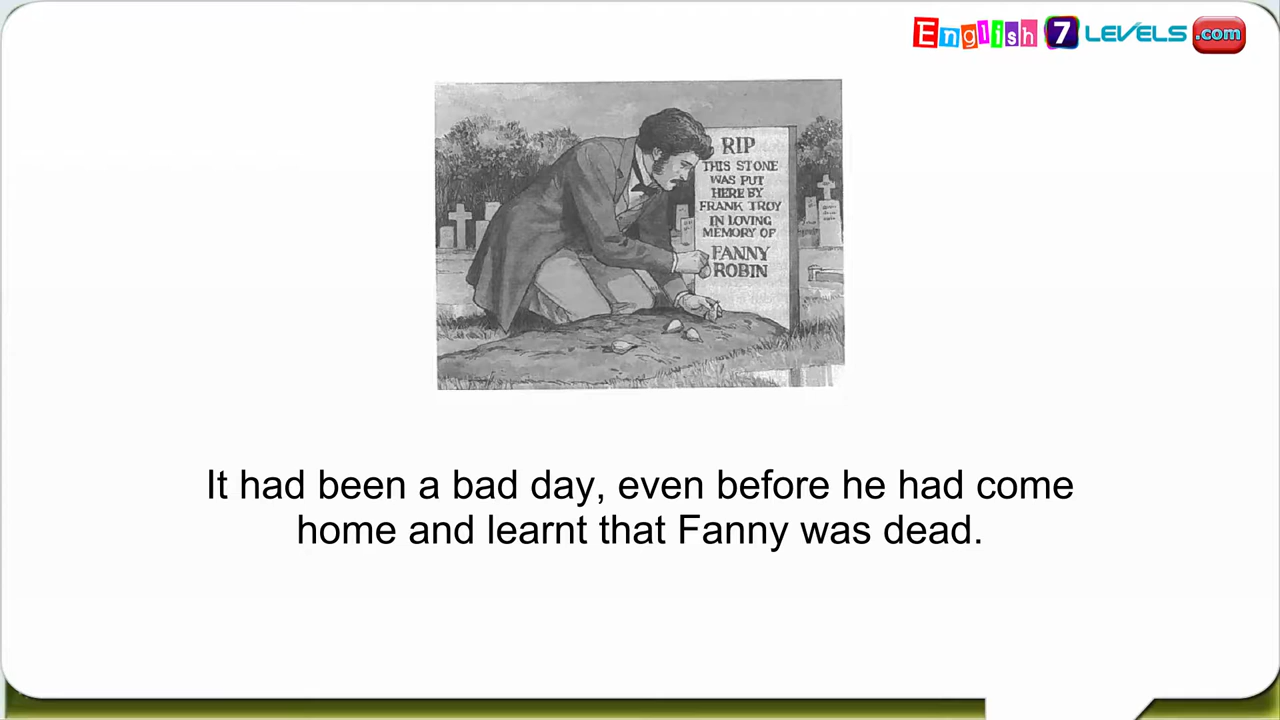 English 7 LEVELS .com
RIP
THIS STONE
WAS PUT
HERE BY
FRANK TROY
IN LOVING
MEMORY OF
FANNY
ROBIN
It had been a bad day, even before he had come
home and learnt that Fanny was dead.